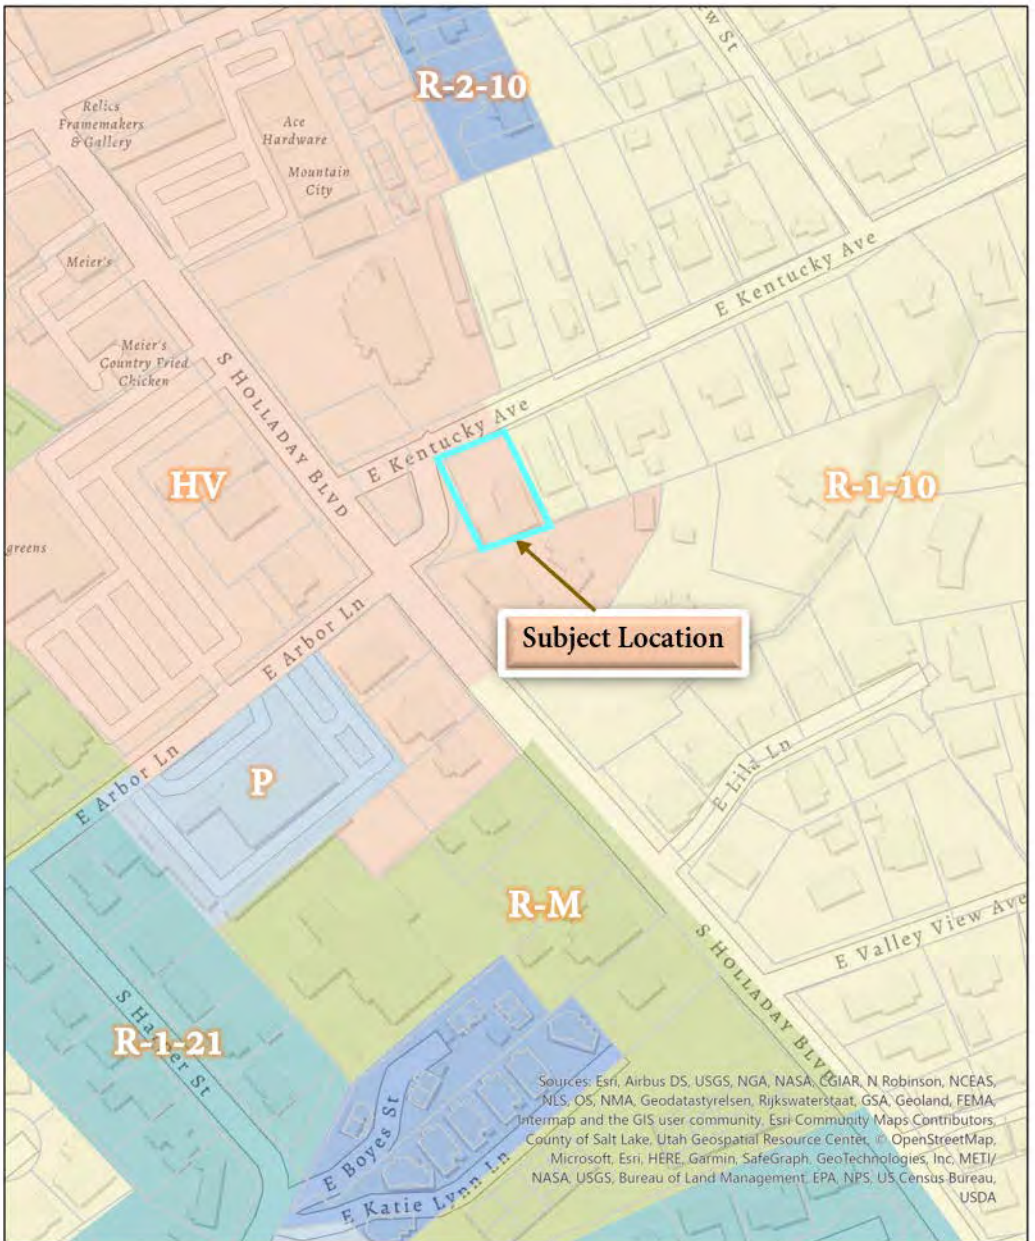 View St
R-2-10
Relics
Framemakers
& Gallery
Ace
Hardware
Mountain
City
Meier's
E Kentucky Ave
Meier's
Country Fried
Chicken
S Holladay Blvd
E Kentucky Ave
HV
R-1-10
greens
Subject Location
E Arbor Ln
E Arbor Ln
P
E Lila Ln
R-M
E Valley View Ave
S Holladay Blvd
R-1-21
S Harper St
Sources: Esri, Airbus DS, USGS, NGA, NASA, CGIAR, N Robinson, NCEAS,
NLS, OS, NMA, Geodatastyrelsen, Rijkswaterstaat, GSA, Geoland, FEMA,
Intermap and the GIS user community, Esri Community Maps Contributors,
County of Salt Lake, Utah Geospatial Resource Center, © OpenStreetMap,
Microsoft, Esri, HERE, Garmin, SafeGraph, GeoTechnologies, Inc, METI/
NASA, USGS, Bureau of Land Management, EPA, NPS, US Census Bureau,
USDA
E Boyes St
E Katie Lynn Ln